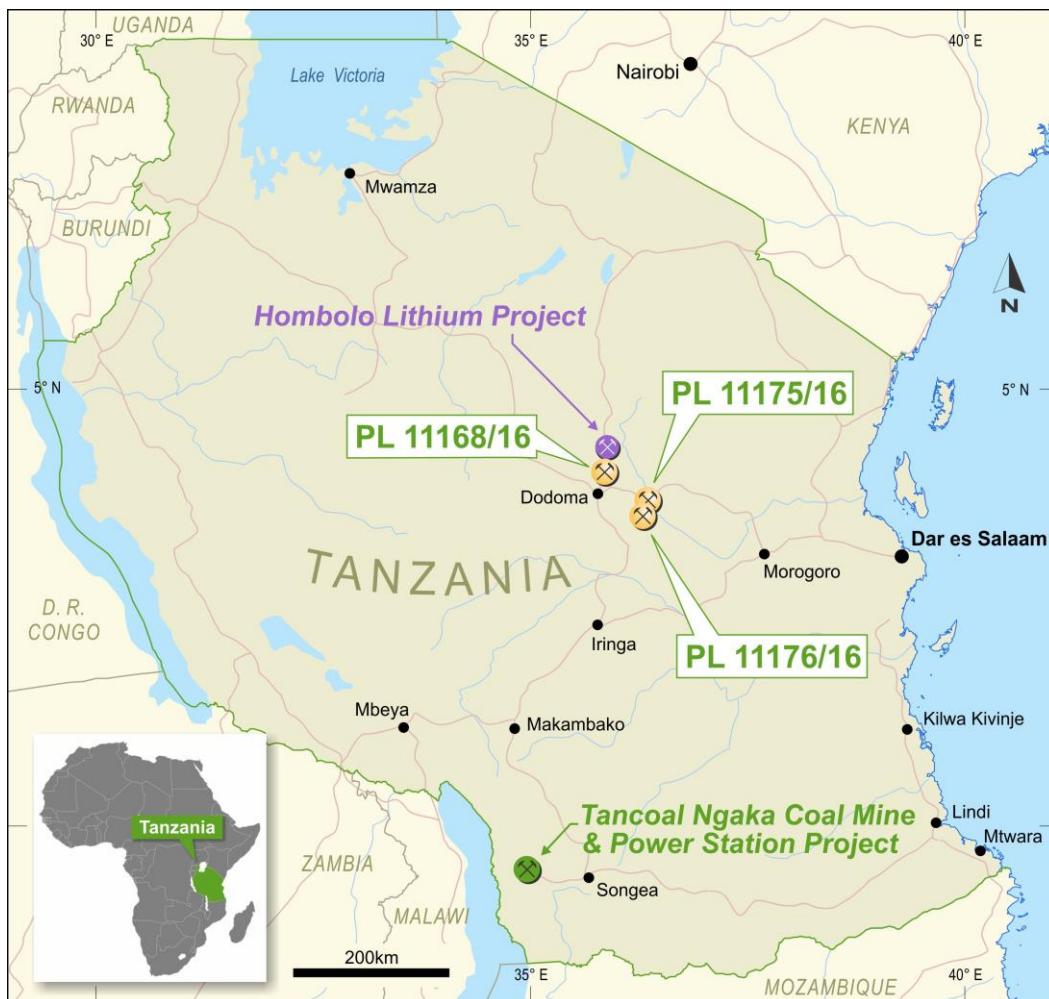 UGANDA
30° E
35° E
40° E
Lake Victoria
Nairobi
RWANDA
KENYA
Mwamza
BURUNDI
N
Hombolo Lithium Project
5° N
5° N
PL 11175/16
PL 11168/16
Dodoma
Dar es Salaam
TANZANIA
Morogoro
D. R.
CONGO
Iringa
PL 11176/16
Mbeya
Makambako
Kilwa Kivinje
Tancoal Ngaka Coal Mine
& Power Station Project
Lindi
Mtwara
Tanzania
ZAMBIA
Songea
MALAWI
200km
35° E
40° E
MOZAMBIQUE